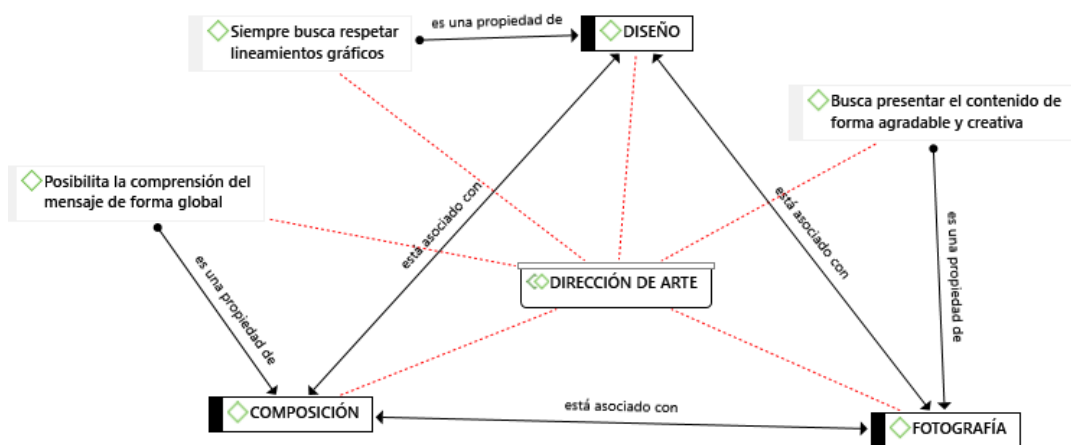 Siempre busca respetar
lineamientos gráficos
es una propiedad de
DISEÑO
Busca presentar el contenido de
forma agradable y creativa
Posibilita la comprensión del
mensaje de forma global
está asociado con
está asociado con
es una propiedad de
es una propiedad de
DIRECCIÓN DE ARTE
COMPOSICIÓN
está asociado con
FOTOGRAFÍA